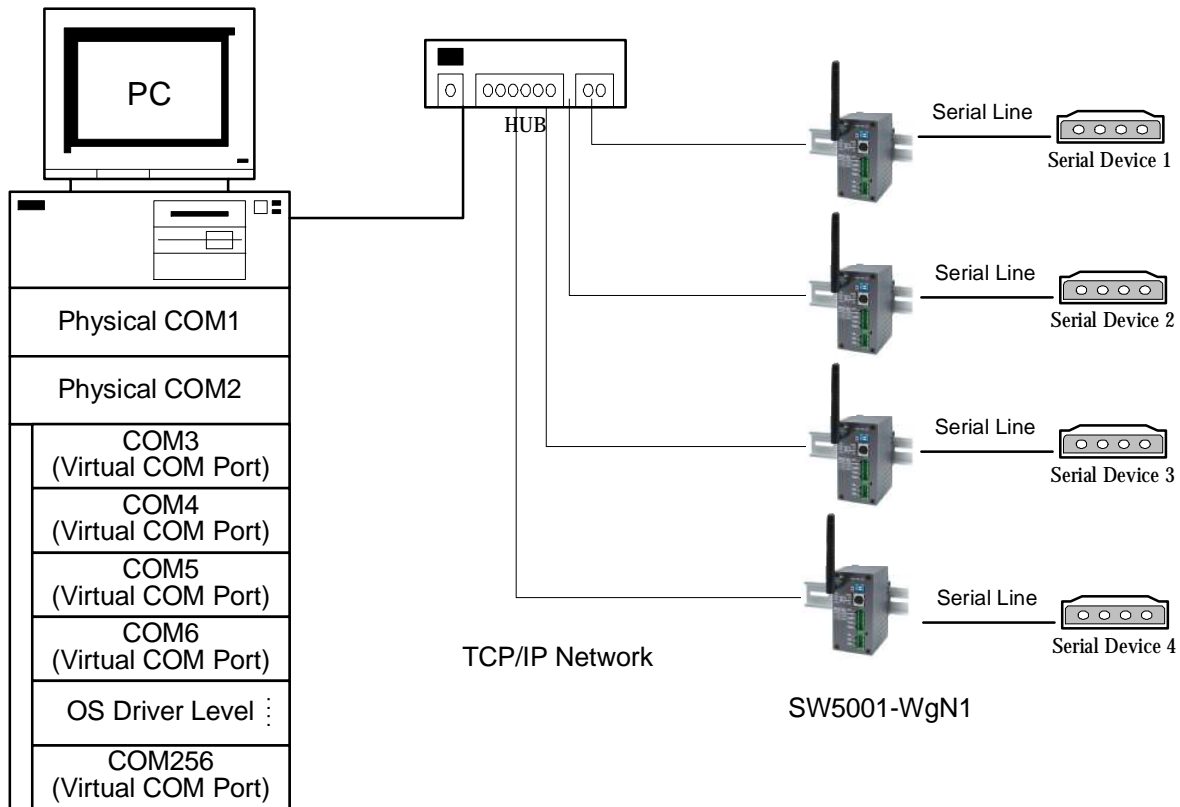 PC
HUB
Serial Line
Serial Device 1
Serial Line
Serial Device 2
Serial Line
Serial Device 3
Serial Line
Serial Device 4
Physical COM1
Physical COM2
COM3
(Virtual COM Port)
COM4
(Virtual COM Port)
COM5
(Virtual COM Port)
COM6
(Virtual COM Port)
OS Driver Level
COM256
(Virtual COM Port)
TCP/IP Network
SW5001-WgN1